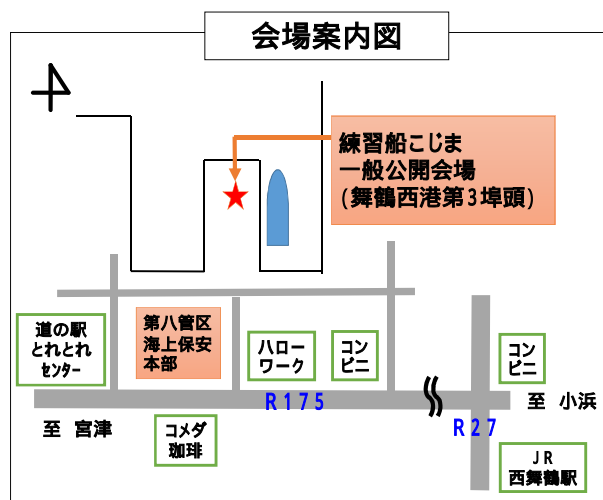 会場案内図
練習船こじま
一般公開会場
(舞鶴西港第3埠頭)
道の駅
とれとれ
センター
第八管区
海上保安
本部
ハロー
ワーク
コン
ビニ
コン
ビニ
R175
至 小浜
至 宮津
コメダ
珈琲
R27
JR
西舞鶴駅